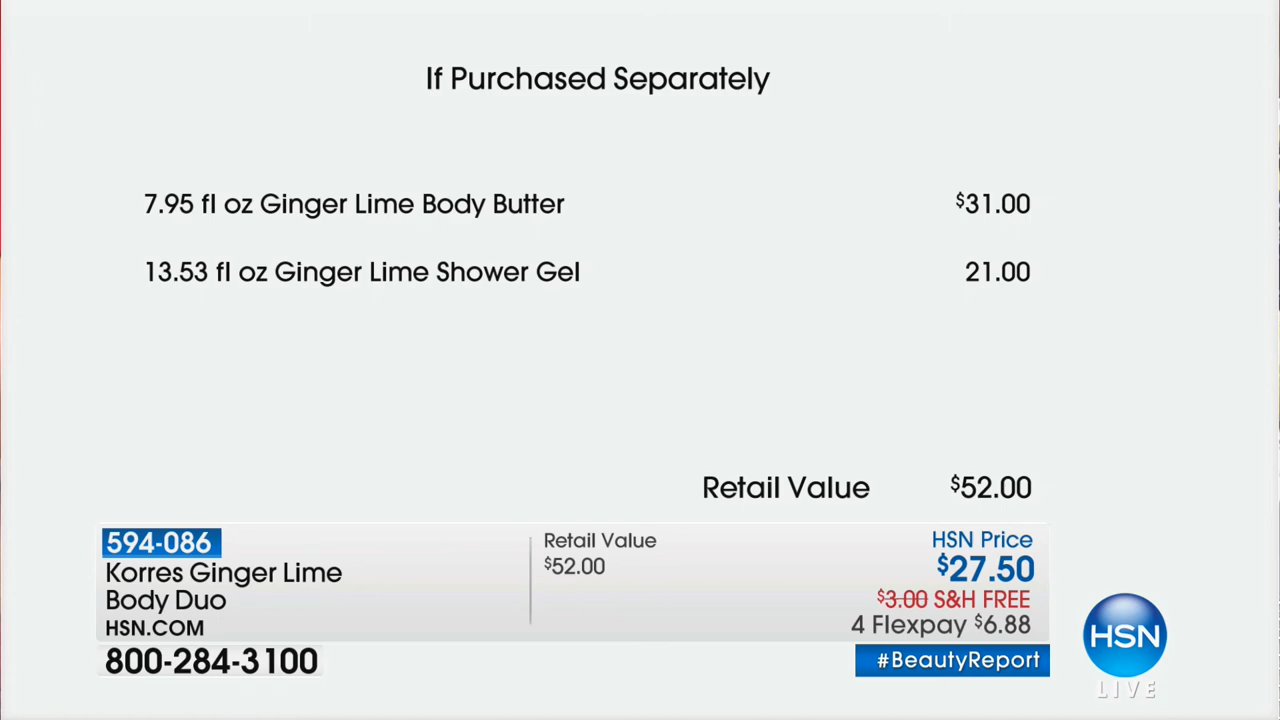 If Purchased Separately
7.95 fl oz Ginger Lime Body Butter $31.00
13.53 fl oz Ginger Lime Shower Gel 21.00
Retail Value $52.00
594-086
Korres Ginger Lime
Body Duo
HSN.COM
800-284-3100
Retail Value
$52.00
HSN Price
$27.50
$3.00 S&H FREE
4 Flexpay $6.88
#BeautyReport
HSN
LIVE